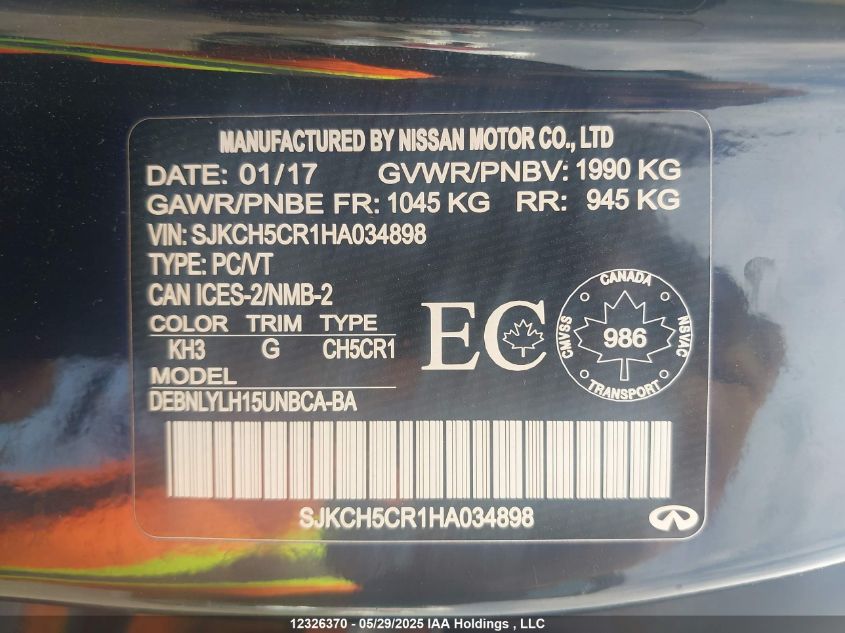 MANUFACTURED BY NISSAN MOTOR CO., LTD
DATE: 01/17 GVWR/PNBV: 1990 KG
GAWR/PNBE FR: 1045 KG RR: 945 KG
VIN: SJKCH5CR1HA034898
TYPE: PC/VT
CAN ICES-2/NMB-2
COLOR TRIM TYPE
KH3 G CH5CR1
MODEL
DEBNLYLH15UNBCA-BA
EC
CANADA
CMVSS 986 NSVAC
TRANSPORT
SJKCH5CR1HA034898
12326370 - 05/29/2025 IAA Holdings , LLC